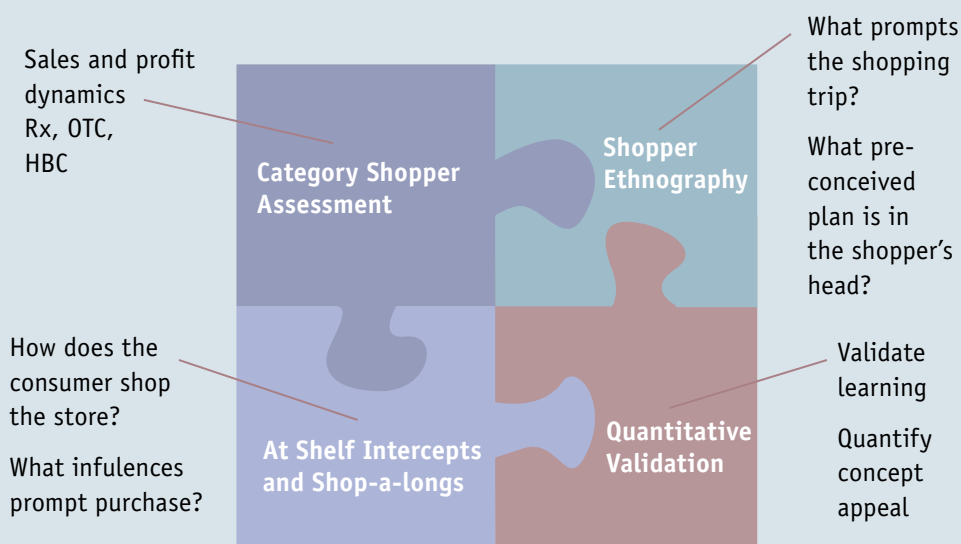 Sales and profit
dynamics
Rx, OTC,
HBC
Category Shopper
Assessment
Shopper
Ethnography
What prompts
the shopping
trip?
What pre-
conceived
plan is in
the shopper's
head?
How does the
consumer shop
the store?
What infulences
prompt purchase?
At Shelf Intercepts
and Shop-a-longs
Quantitative
Validation
Validate
learning
Quantify
concept
appeal